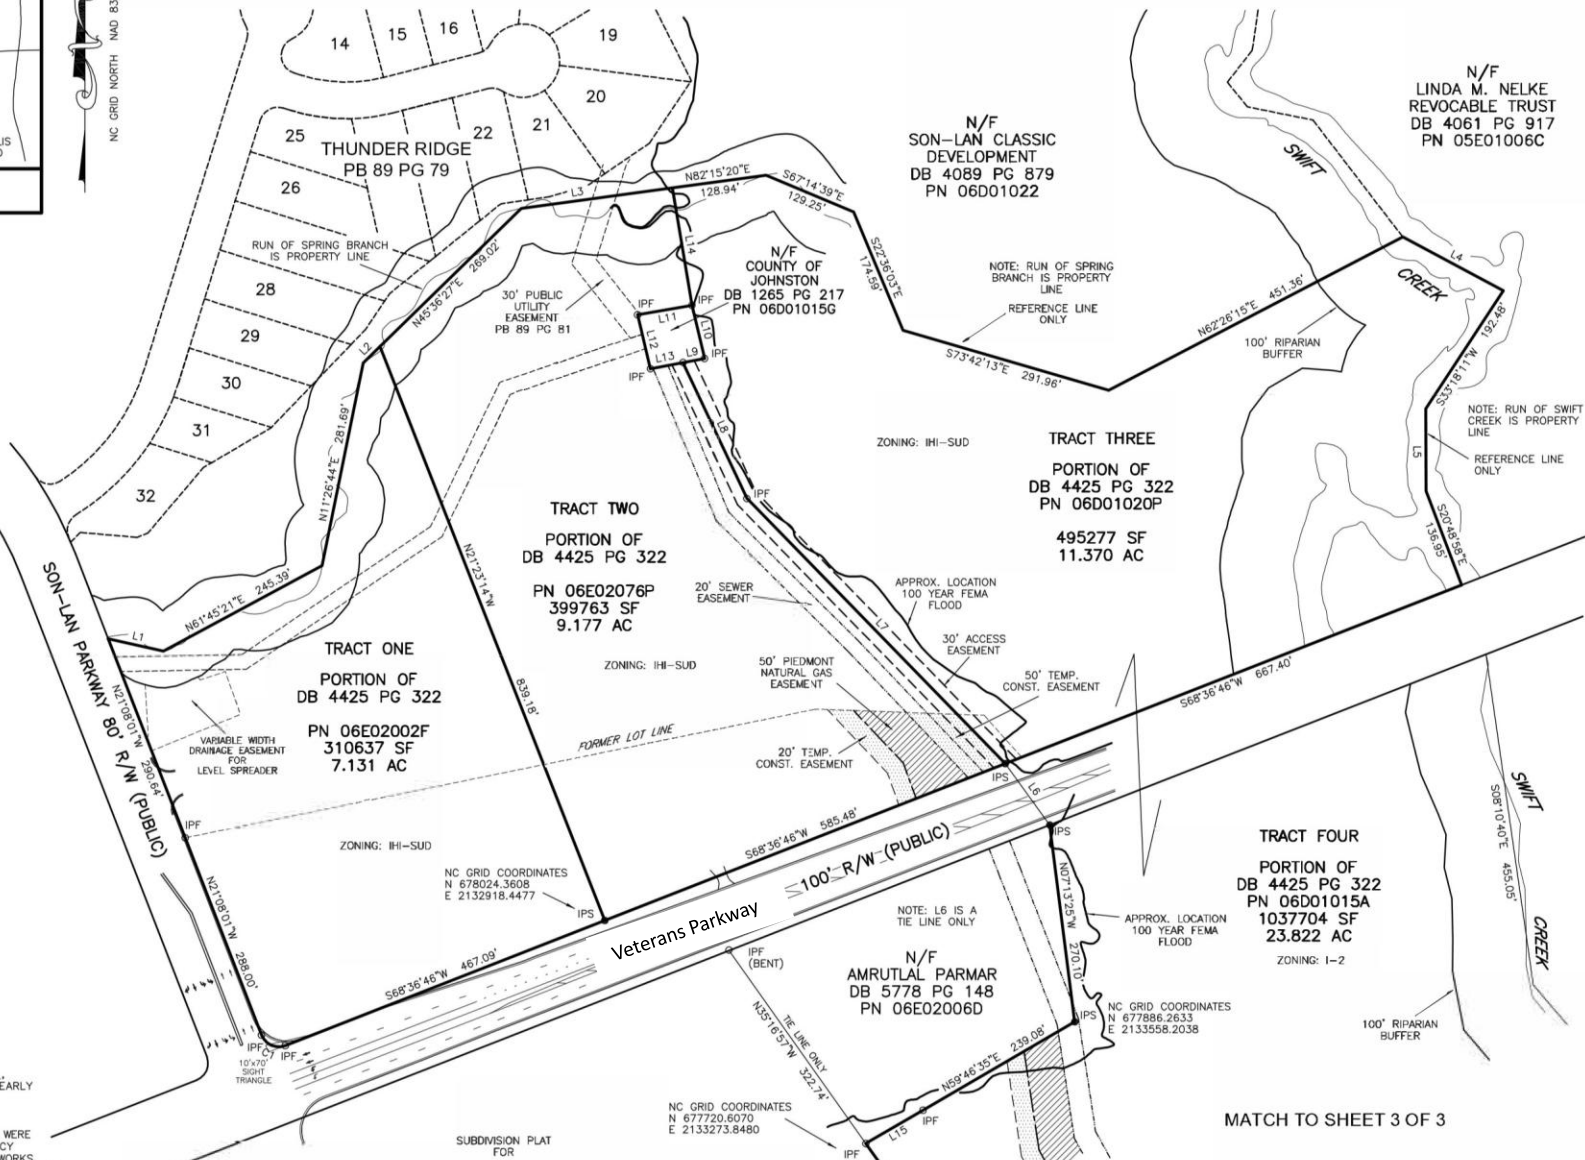 NC GRID NORTH NAD 83
14
15
16
19
20
21
22
25
26
28
29
30
31
32
THUNDER RIDGE
PB 89 PG 79
RUN OF SPRING BRANCH
IS PROPERTY LINE
N/F
SON-LAN CLASSIC
DEVELOPMENT
DB 4089 PG 879
PN 06D01022
N/F
LINDA M. NELKE
REVOCABLE TRUST
DB 4061 PG 917
PN 05E01006C
SWIFT
CREEK
L3
N82°15'20"E
128.94'
S67°14'39"E
129.25'
S22°36'03"E
174.59'
N45°36'27"E 269.02'
L14
N/F
COUNTY OF
JOHNSTON
DB 1265 PG 217
PN 06D01015G
30' PUBLIC
UTILITY
EASEMENT
PB 89 PG 81
IPF
IPF
L11
L12
L10
L13
L9
IPF
IPF
L2
L8
NOTE: RUN OF SPRING
BRANCH IS PROPERTY
LINE
REFERENCE LINE
ONLY
S73°42'13"E 291.96'
N62°26'15"E 451.36'
100' RIPARIAN
BUFFER
L4
S33°18'11"W 192.48'
NOTE: RUN OF SWIFT
CREEK IS PROPERTY
LINE
REFERENCE LINE
ONLY
L5
S20°48'58"E
136.95'
N11°26'44"E 281.69'
N61°45'21"E 245.39'
L1
ZONING: IHI-SUD
TRACT THREE
PORTION OF
DB 4425 PG 322
PN 06D01020P
495277 SF
11.370 AC
TRACT TWO
PORTION OF
DB 4425 PG 322
PN 06E02076P
399763 SF
9.177 AC
ZONING: IHI-SUD
IPF
20' SEWER
EASEMENT
APPROX. LOCATION
100 YEAR FEMA
FLOOD
L7
30' ACCESS
EASEMENT
50' PIEDMONT
NATURAL GAS
EASEMENT
50' TEMP.
CONST. EASEMENT
20' TEMP.
CONST. EASEMENT
N21°23'14"W
839.18'
TRACT ONE
PORTION OF
DB 4425 PG 322
PN 06E02002F
310637 SF
7.131 AC
SON-LAN PARKWAY 80' R/W (PUBLIC)
N21°08'01"W 290.64'
VARIABLE WIDTH
DRAINAGE EASEMENT
FOR
LEVEL SPREADER
FORMER LOT LINE
IPF
ZONING: IHI-SUD
N21°08'01"W 288.00'
NC GRID COORDINATES
N 678024.3608
E 2132918.4477
IPS
S68°36'46"W 467.09'
S68°36'46"W 585.48'
S68°36'46"W 667.40'
IPS
L6
IPS
100' R/W (PUBLIC)
Veterans Parkway
IPF
C7
IPF
10'x70'
SIGHT
TRIANGLE
IPF
(BENT)
NOTE: L6 IS A
TIE LINE ONLY
N/F
AMRUTLAL PARMAR
DB 5778 PG 148
PN 06E02006D
N07°13'25"W 270.10'
APPROX. LOCATION
100 YEAR FEMA
FLOOD
TRACT FOUR
PORTION OF
DB 4425 PG 322
PN 06D01015A
1037704 SF
23.822 AC
ZONING: I-2
SWIFT
CREEK
S08°10'40"E 455.05'
100' RIPARIAN
BUFFER
IPS
NC GRID COORDINATES
N 677886.2633
E 2133558.2038
TIE LINE ONLY
N35°16'57"W 322.74'
N59°46'35"E 239.08'
IPF
L15
IPF
NC GRID COORDINATES
N 677720.6070
E 2133273.8480
MATCH TO SHEET 3 OF 3
SUBDIVISION PLAT
FOR
EARLY
WERE